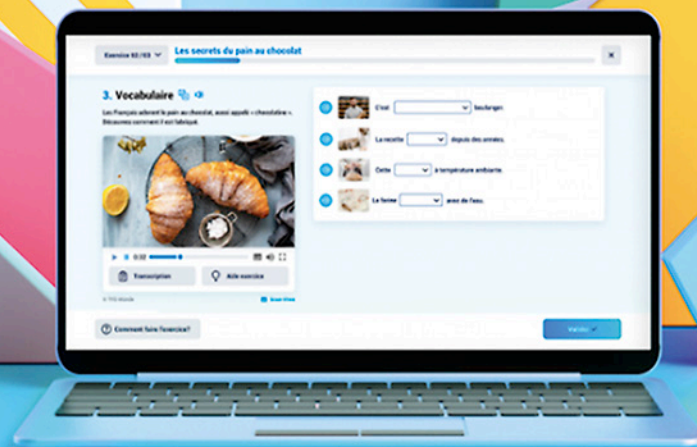 Exercice 02/03
Les secrets du pain au chocolat
3. Vocabulaire
Les Français adorent le pain au chocolat, aussi appelé « chocolatine ».
Découvrez comment il est fabriqué.
C'est boulanger.
La recette depuis des années.
Cette à température ambiante.
La farine avec de l'eau.
0:02
Transcription
Aide exercice
Comment faire l'exercice?
Valider